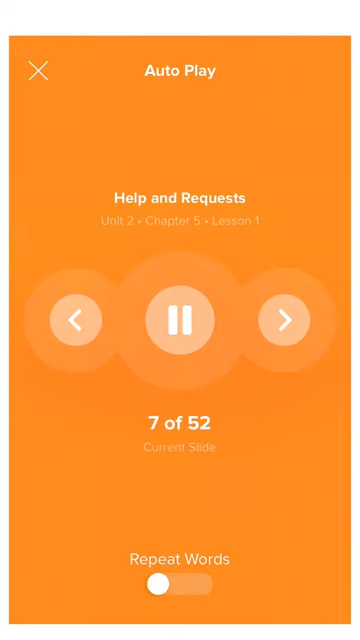 Auto Play
Help and Requests
Unit 2 • Chapter 5 • Lesson 1
7 of 52
Current Slide
Repeat Words